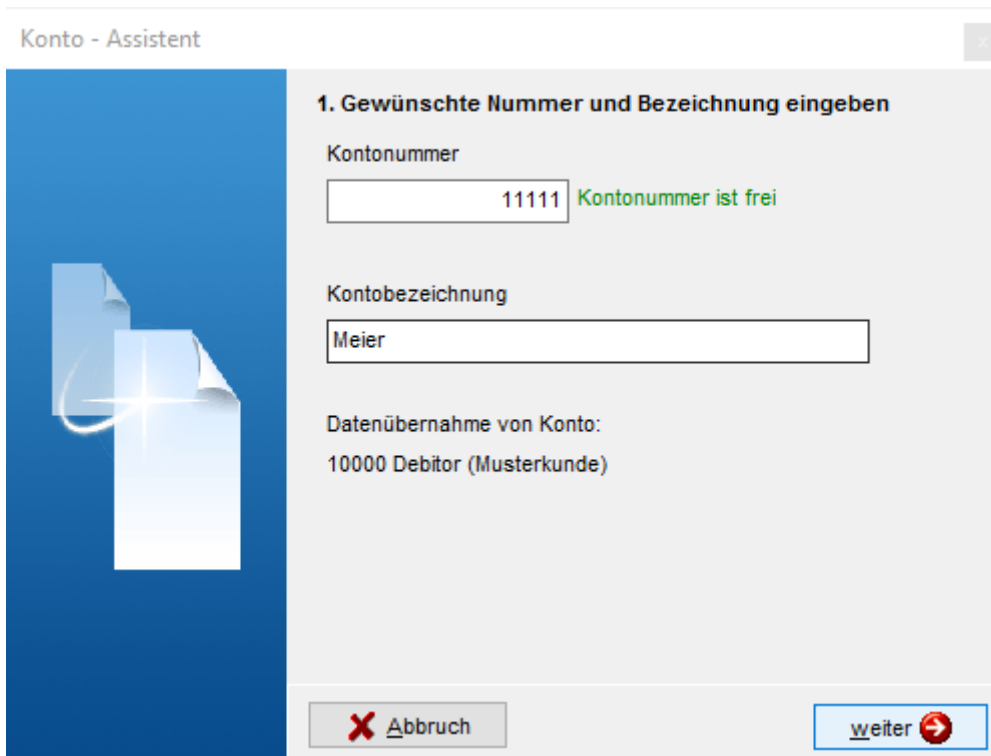 Konto - Assistent
1. Gewünschte Nummer und Bezeichnung eingeben
Kontonummer
11111 Kontonummer ist frei
Kontobezeichnung
Meier
Datenübernahme von Konto:
10000 Debitor (Musterkunde)
Abbruch weiter